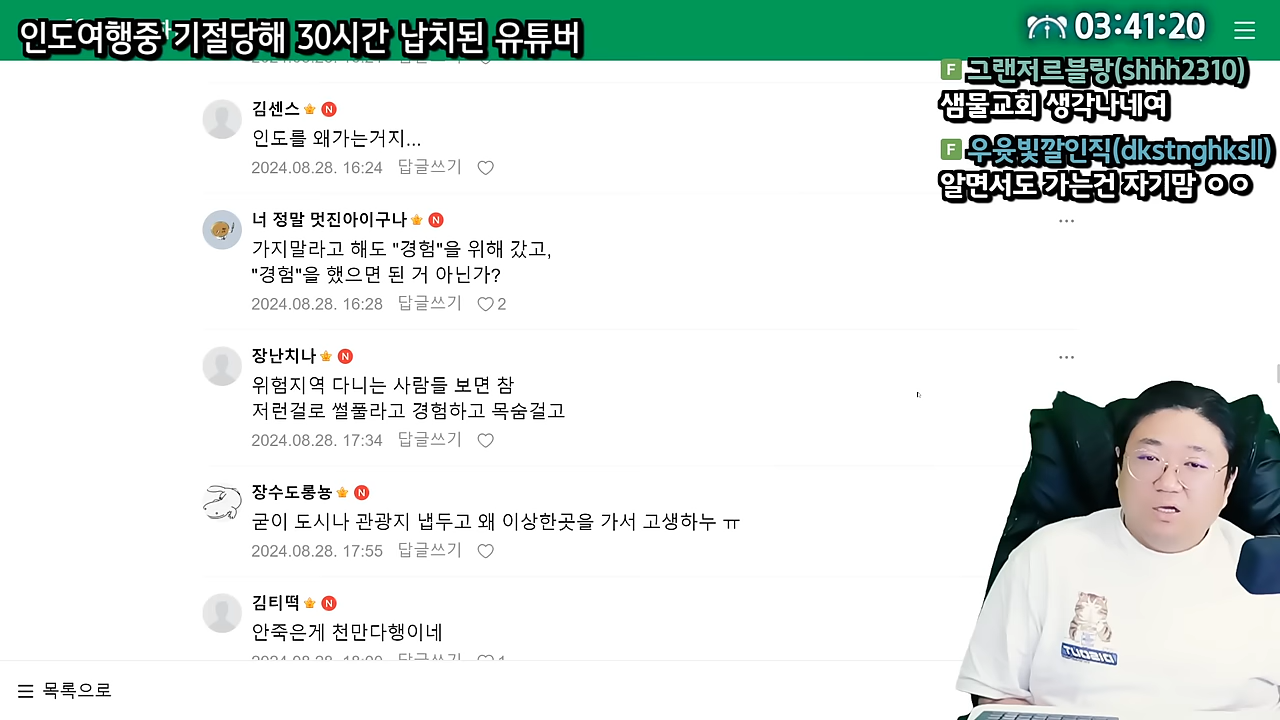 인도여행중 기절당해 30시간 납치된 유튜버
03:41:20
F 그랜저르블랑(shhh2310)
샘물교회 생각나네여
F 우윳빛깔인직(dkstnghksll)
알면서도 가는건 자기맘 ㅇㅇ
김센스 N
인도를 왜가는거지...
2024.08.28. 16:24 답글쓰기
너 정말 멋진아이구나 N
가지말라고 해도 "경험"을 위해 갔고,
"경험"을 했으면 된 거 아닌가?
2024.08.28. 16:28 답글쓰기 2
장난치나 N
위험지역 다니는 사람들 보면 참
저런걸로 썰풀라고 경험하고 목숨걸고
2024.08.28. 17:34 답글쓰기
장수도롱뇽 N
굳이 도시나 관광지 냅두고 왜 이상한곳을 가서 고생하누 ㅠ
2024.08.28. 17:55 답글쓰기
김티떡 N
안죽은게 천만다행이네
목록으로